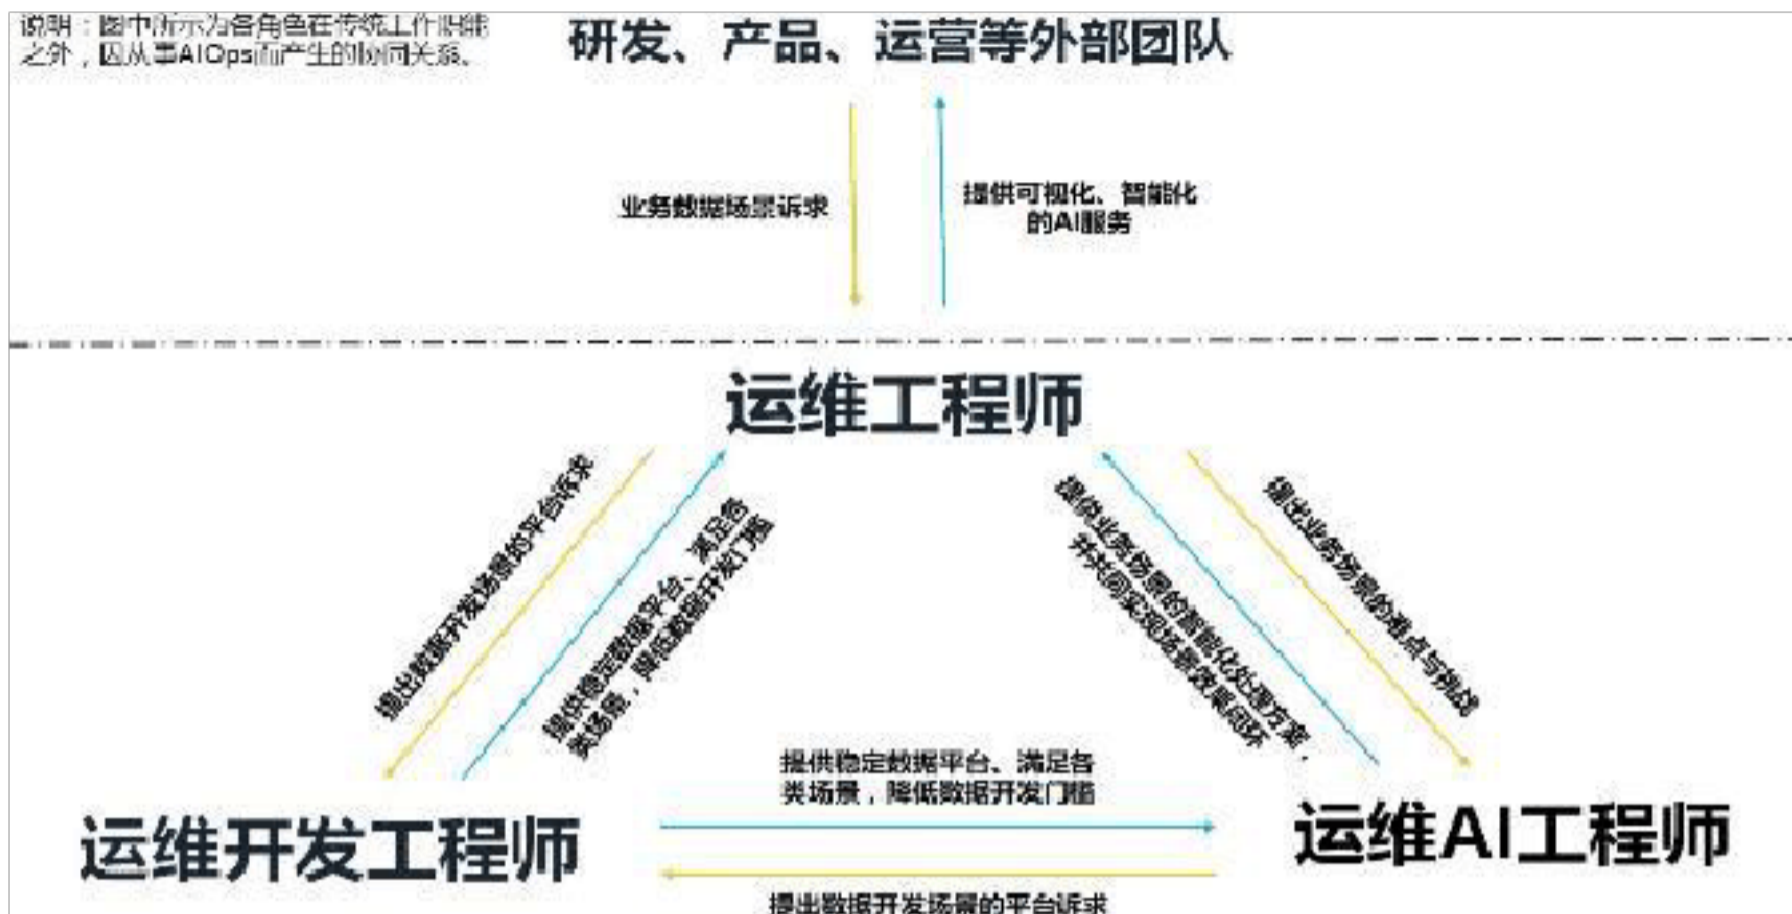 说明：图中所示为各角色在传统工作职能
之外，因从事AIOps而产生的协同关系。
研发、产品、运营等外部团队
业务数据场景诉求
提供可视化、智能化
的AI服务
运维工程师
提出数据开发场景的平台诉求
提供稳定数据平台、满足各
类场景，降低数据开发门槛
提供业务场景的智能化处理方案，
并共同实现场景效果闭环
提出业务场景的难点与挑战
提供稳定数据平台、满足各
类场景，降低数据开发门槛
运维开发工程师
运维AI工程师
提出数据开发场景的平台诉求